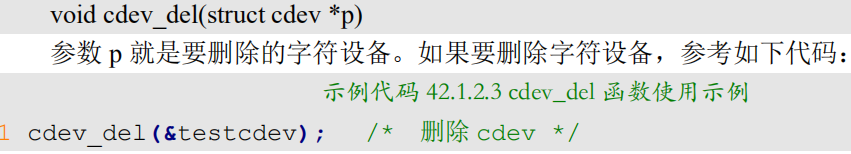 void cdev_del(struct cdev *p)
参数 p 就是要删除的字符设备。如果要删除字符设备，参考如下代码：
示例代码 42.1.2.3 cdev_del 函数使用示例
1 cdev_del(&testcdev); /* 删除 cdev */